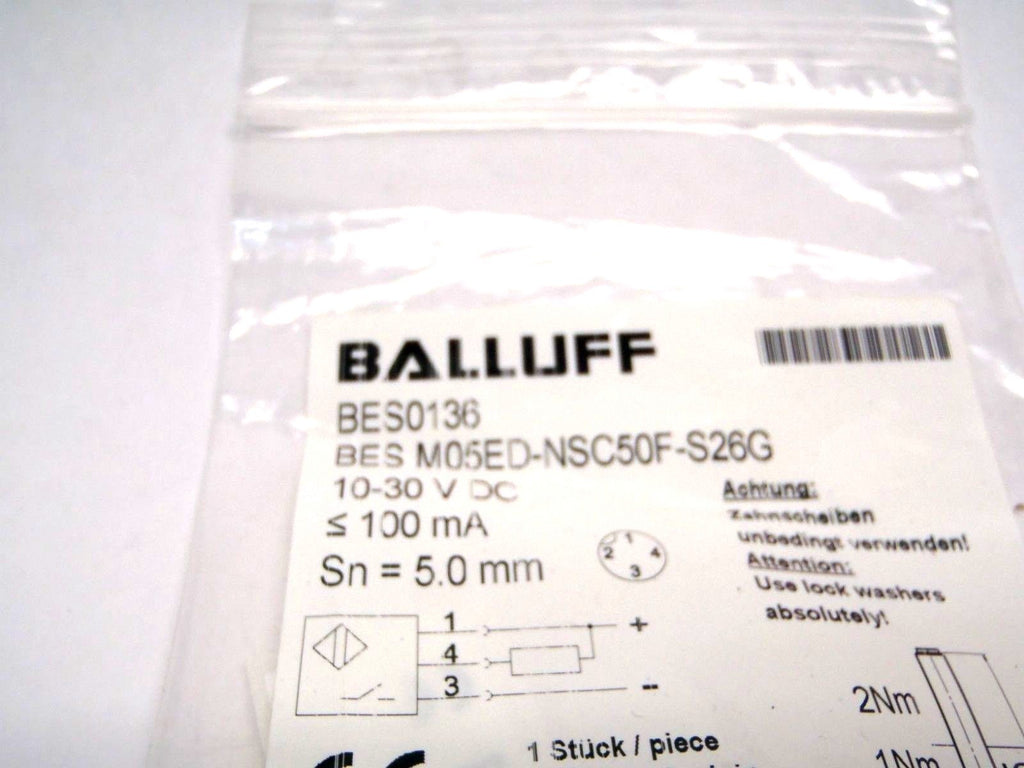 BALLUFF
BES0136
BES M05ED-NSC50F-S26G
10-30 V DC
≤ 100 mA
Sn = 5.0 mm
1
2 4
3
Achtung:
Zahnscheiben
unbedingt verwenden!
Attention:
Use lock washers
absolutely!
1 +
4
3 --
2Nm
1Nm
1 Stück / piece